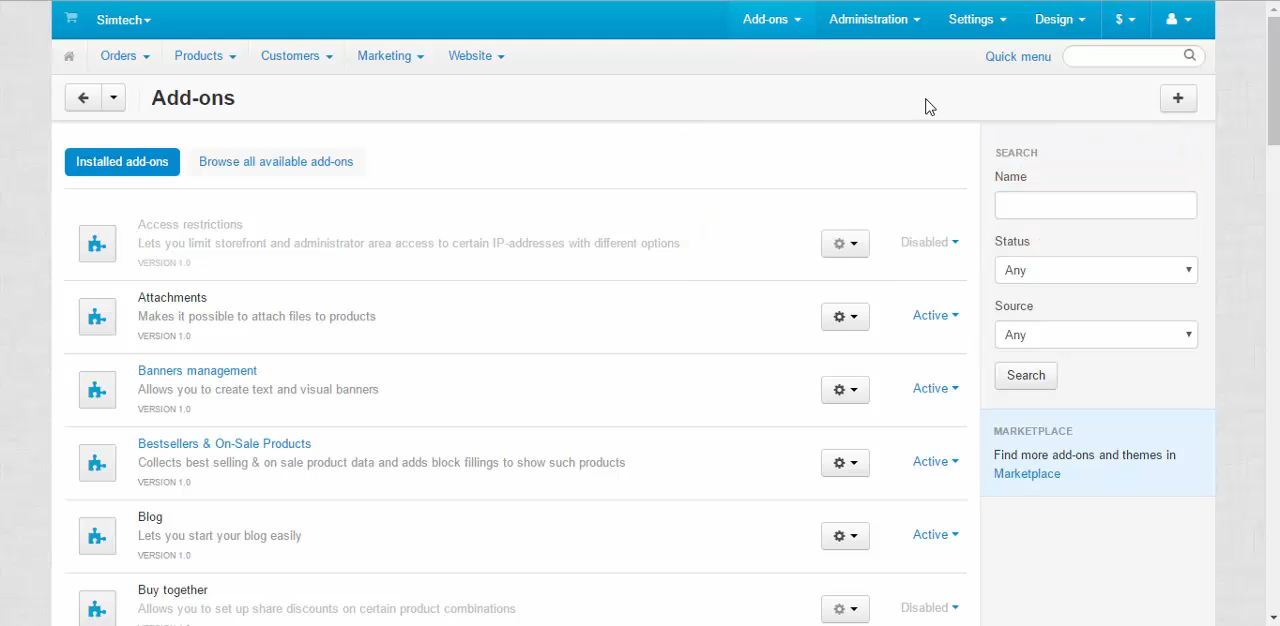 Simtech
Add-ons
Administration
Settings
Design
$
Orders
Products
Customers
Marketing
Website
Quick menu
Add-ons
+
Installed add-ons
Browse all available add-ons
Access restrictions
Lets you limit storefront and administrator area access to certain IP-addresses with different options
VERSION 1.0
Disabled
Attachments
Makes it possible to attach files to products
VERSION 1.0
Active
Banners management
Allows you to create text and visual banners
VERSION 1.0
Active
Bestsellers & On-Sale Products
Collects best selling & on sale product data and adds block fillings to show such products
VERSION 1.0
Active
Blog
Lets you start your blog easily
VERSION 1.0
Active
Buy together
Allows you to set up share discounts on certain product combinations
VERSION 1.0
Disabled
SEARCH
Name
Status
Any
Source
Any
Search
MARKETPLACE
Find more add-ons and themes in
Marketplace